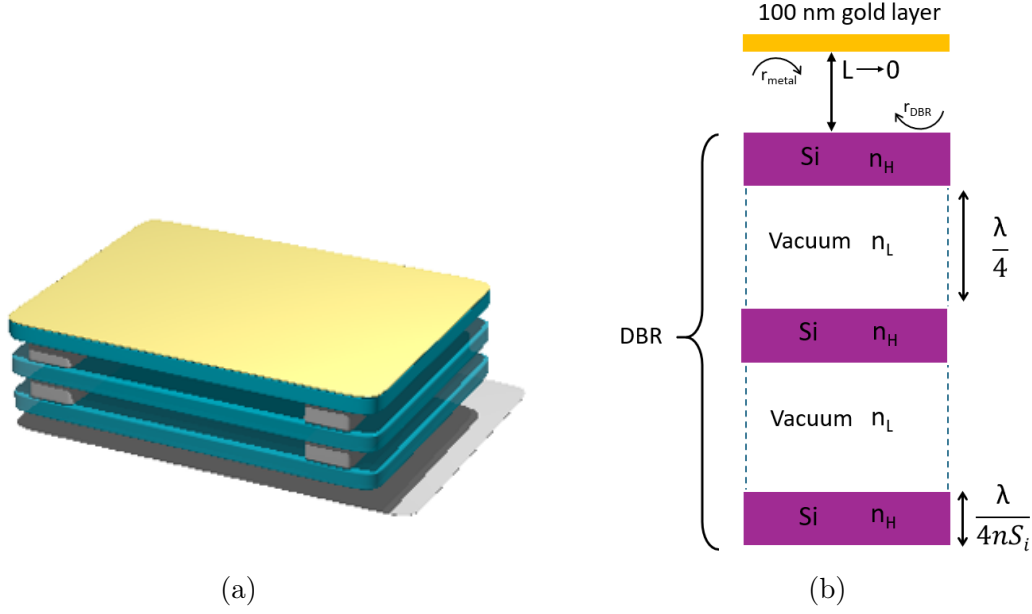 100 nm gold layer
r_metal
L → 0
r_DBR
Si n_H
Vacuum n_L
λ/4
DBR
Si n_H
Vacuum n_L
Si n_H
λ/4nS_i
(a)
(b)